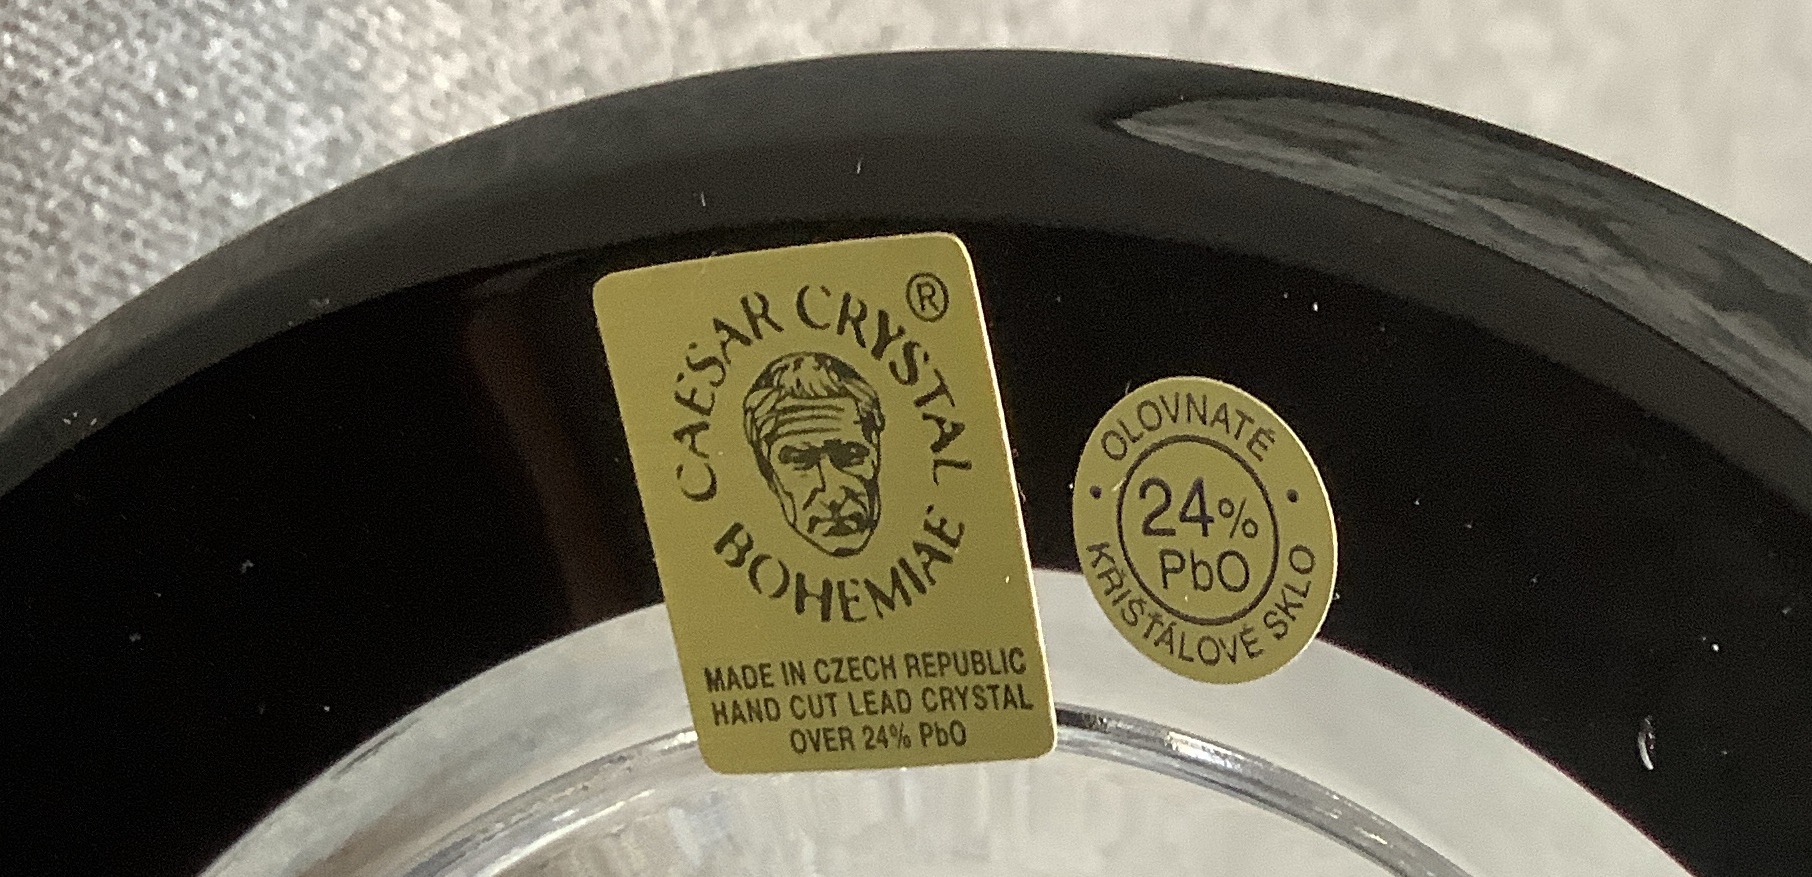 CAESAR CRYSTAL ®
BOHEMIAE
MADE IN CZECH REPUBLIC
HAND CUT LEAD CRYSTAL
OVER 24% PbO
OLOVNATÉ
24%
PbO
KŘIŠŤÁLOVÉ SKLO